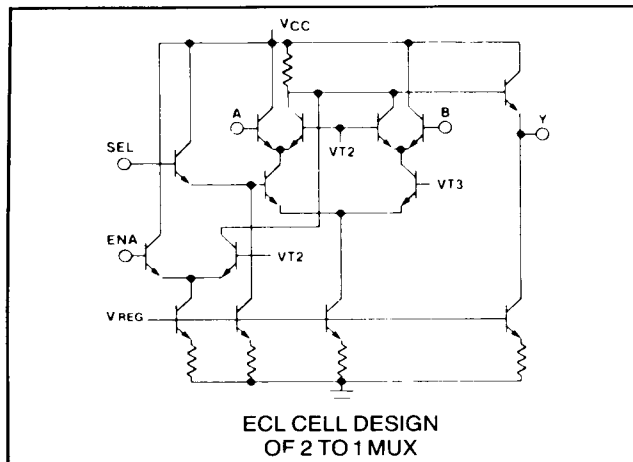 VCC
A
B
Y
VT2
SEL
VT3
ENA
VT2
VREG
ECL CELL DESIGN
OF 2 TO 1 MUX